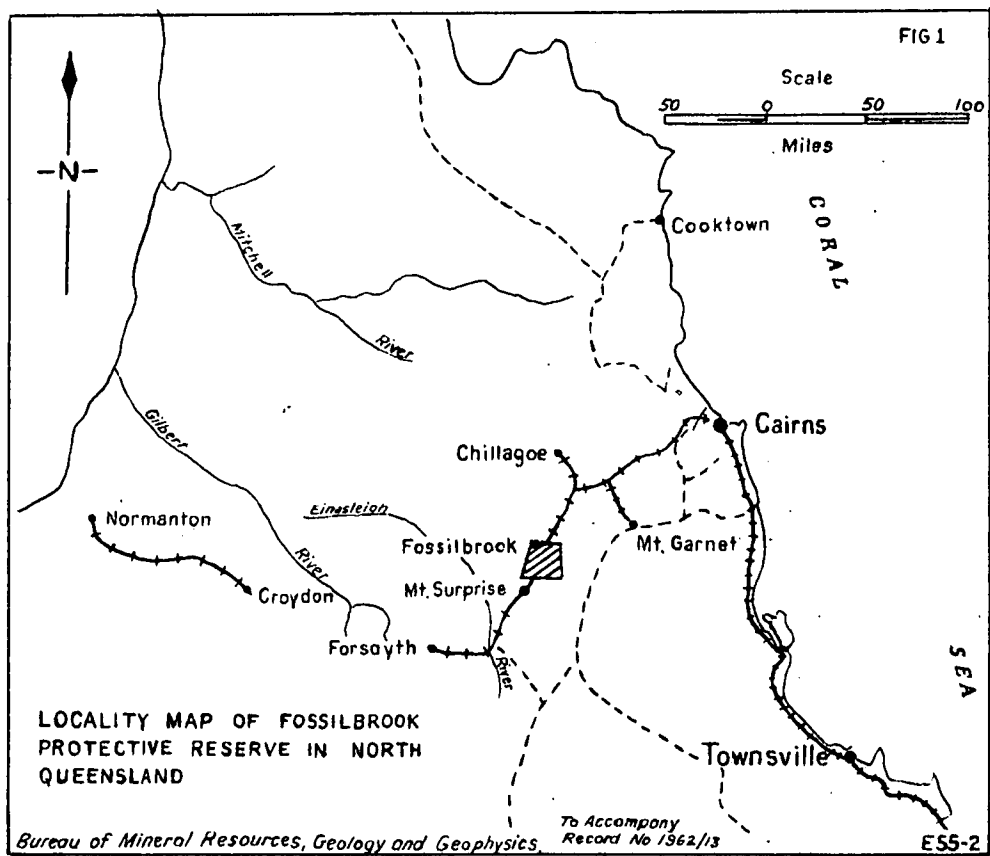 FIG 1
Scale
50 0 50 100
Miles
-N-
CORAL
Cooktown
Mitchell
River
Cairns
Gilbert
Chillagoe
Einasleigh
Normanton
Fossilbrook
Mt. Garnet
River
Mt. Surprise
Croydon
Forsayth
River
SEA
LOCALITY MAP OF FOSSILBROOK
PROTECTIVE RESERVE IN NORTH
QUEENSLAND
Townsville
Bureau of Mineral Resources, Geology and Geophysics.
To Accompany
Record No 1962/13
E55-2